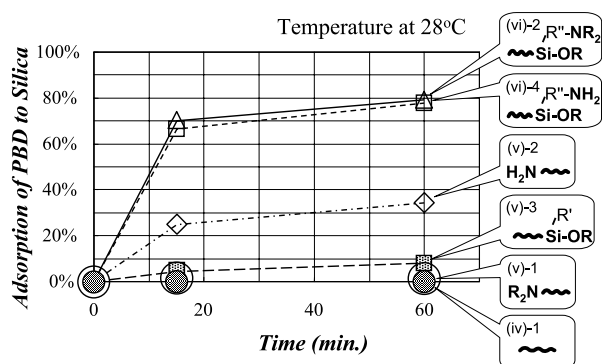 Temperature at 28°C
Adsorption of PBD to Silica
100%
80%
60%
40%
20%
0%
0
20
40
60
Time (min.)
(vi)-2
,R''-NR₂
Si-OR
(vi)-4
,R''-NH₂
Si-OR
(v)-2
H₂N
(v)-3
,R'
Si-OR
(v)-1
R₂N
(iv)-1